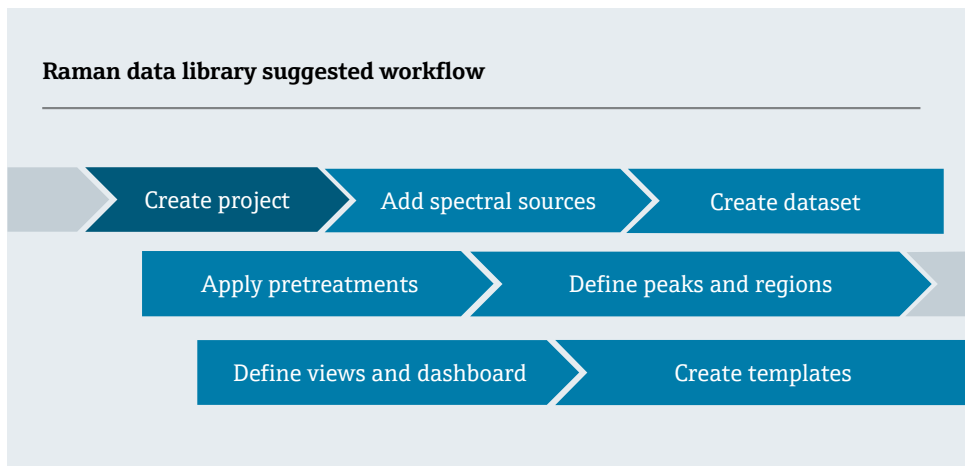 Raman data library suggested workflow
Create project
Add spectral sources
Create dataset
Apply pretreatments
Define peaks and regions
Define views and dashboard
Create templates